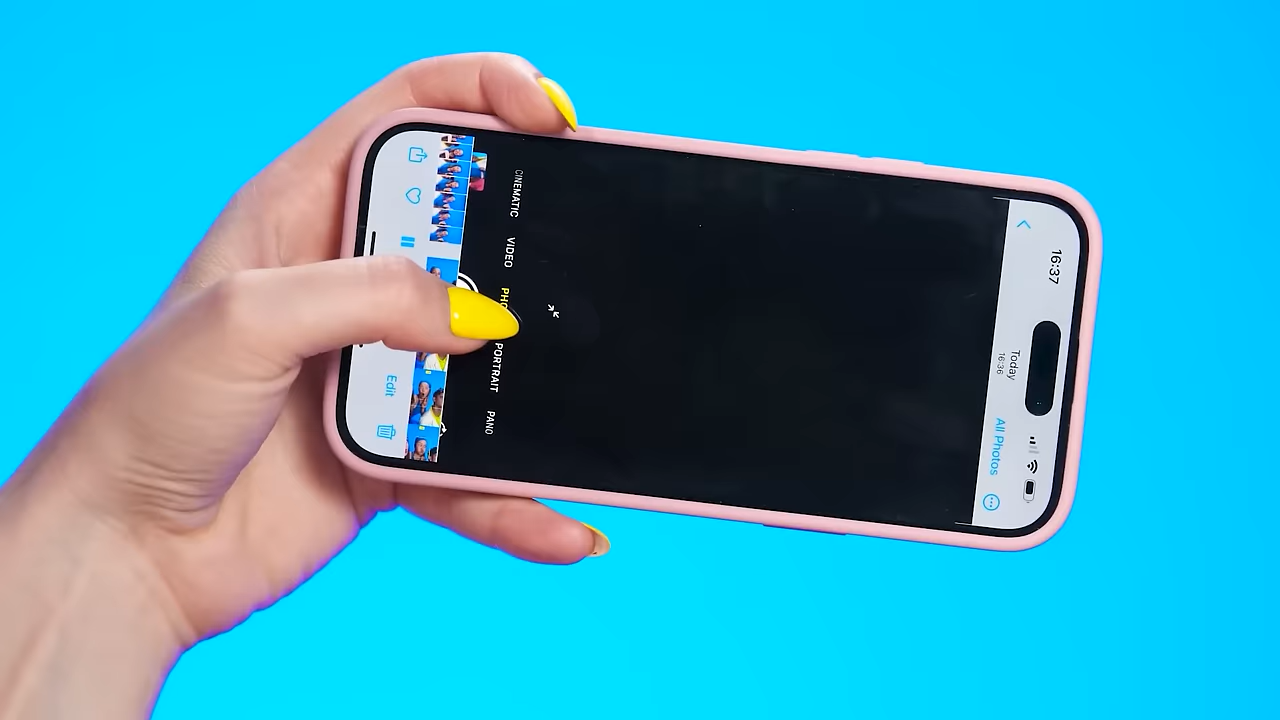 16:37
Today
16:36
All Photos
CINEMATIC
VIDEO
PORTRAIT
PANO
Edit